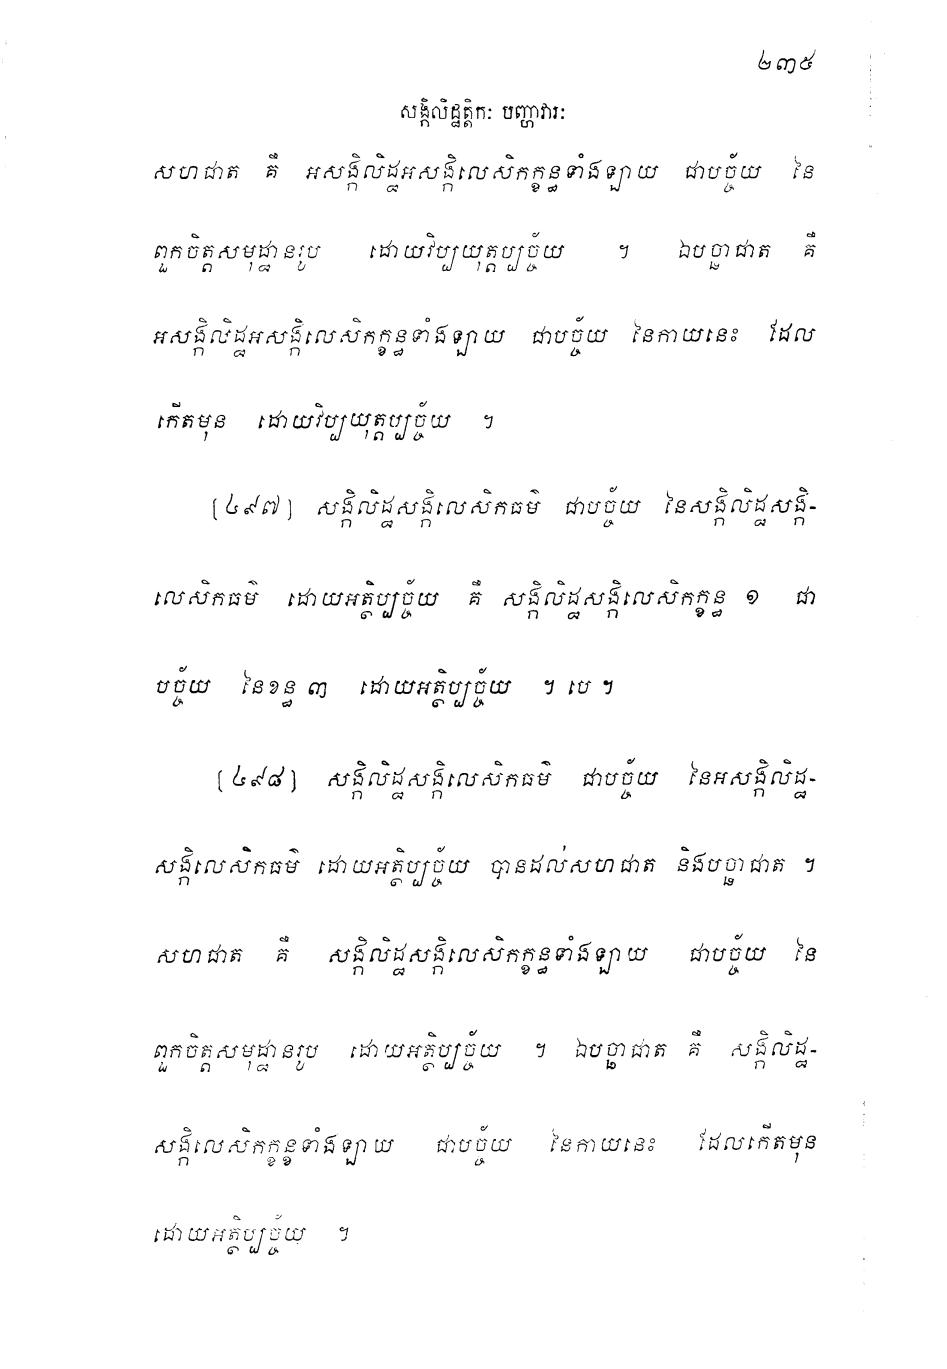 ២៣៥
សង្កិលិដ្ឋត្តិកៈ បញ្ហាវារៈ
សហជាត គឺ អសង្កិលិដ្ឋអសង្កិលេសិកក្ខន្ធទាំងឡាយ ជាបច្ច័យ នៃ
ពួកចិត្តសមុដ្ឋានរូប ដោយវិប្បយុត្តប្បច្ច័យ ។ ឯបច្ឆាជាត គឺ
អសង្កិលិដ្ឋអសង្កិលេសិកក្ខន្ធទាំងឡាយ ជាបច្ច័យ នៃកាយនេះ ដែល
កើតមុន ដោយវិប្បយុត្តប្បច្ច័យ ។
(៤៩៧) សង្កិលិដ្ឋសង្កិលេសិកធម៌ ជាបច្ច័យ នៃសង្កិលិដ្ឋសង្កិ-
លេសិកធម៌ ដោយអត្ថិប្បច្ច័យ គឺ សង្កិលិដ្ឋសង្កិលេសិកក្ខន្ធ ១ ជា
បច្ច័យ នៃខន្ធ ៣ ដោយអត្ថិប្បច្ច័យ ។ បេ ។
(៤៩៨) សង្កិលិដ្ឋសង្កិលេសិកធម៌ ជាបច្ច័យ នៃអសង្កិលិដ្ឋ-
សង្កិលេសិកធម៌ ដោយអត្ថិប្បច្ច័យ បានដល់សហជាត និងបច្ឆាជាត ។
សហជាត គឺ សង្កិលិដ្ឋសង្កិលេសិកក្ខន្ធទាំងឡាយ ជាបច្ច័យ នៃ
ពួកចិត្តសមុដ្ឋានរូប ដោយអត្ថិប្បច្ច័យ ។ ឯបច្ឆាជាត គឺ សង្កិលិដ្ឋ-
សង្កិលេសិកក្ខន្ធទាំងឡាយ ជាបច្ច័យ នៃកាយនេះ ដែលកើតមុន
ដោយអត្ថិប្បច្ច័យ ។